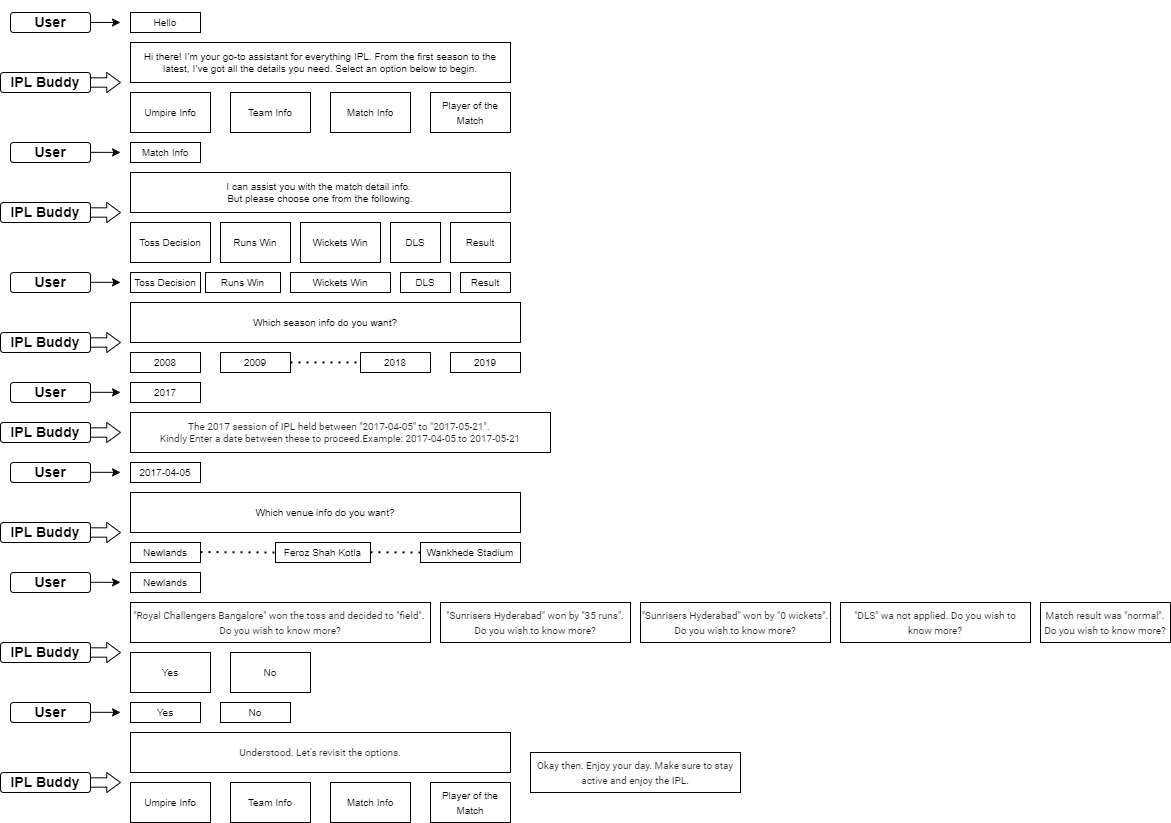 User
Hello
Hi there! I'm your go-to assistant for everything IPL. From the first season to the
latest, I've got all the details you need. Select an option below to begin.
IPL Buddy
Umpire Info
Team Info
Match Info
Player of the
Match
User
Match Info
I can assist you with the match detail info.
But please choose one from the following.
IPL Buddy
Toss Decision
Runs Win
Wickets Win
DLS
Result
User
Toss Decision
Runs Win
Wickets Win
DLS
Result
Which season info do you want?
IPL Buddy
2008
2009
2018
2019
User
2017
IPL Buddy
The 2017 session of IPL held between "2017-04-05" to "2017-05-21".
Kindly Enter a date between these to proceed.Example: 2017-04-05 to 2017-05-21
User
2017-04-05
Which venue info do you want?
IPL Buddy
Newlands
Feroz Shah Kotla
Wankhede Stadium
User
Newlands
"Royal Challengers Bangalore" won the toss and decided to "field".
Do you wish to know more?
"Sunrisers Hyderabad" won by "35 runs".
Do you wish to know more?
"Sunrisers Hyderabad" won by "0 wickets".
Do you wish to know more?
"DLS" wa not applied. Do you wish to
know more?
Match result was "normal".
Do you wish to know more?
IPL Buddy
Yes
No
User
Yes
No
Understood. Let's revisit the options.
Okay then. Enjoy your day. Make sure to stay
active and enjoy the IPL.
IPL Buddy
Umpire Info
Team Info
Match Info
Player of the
Match